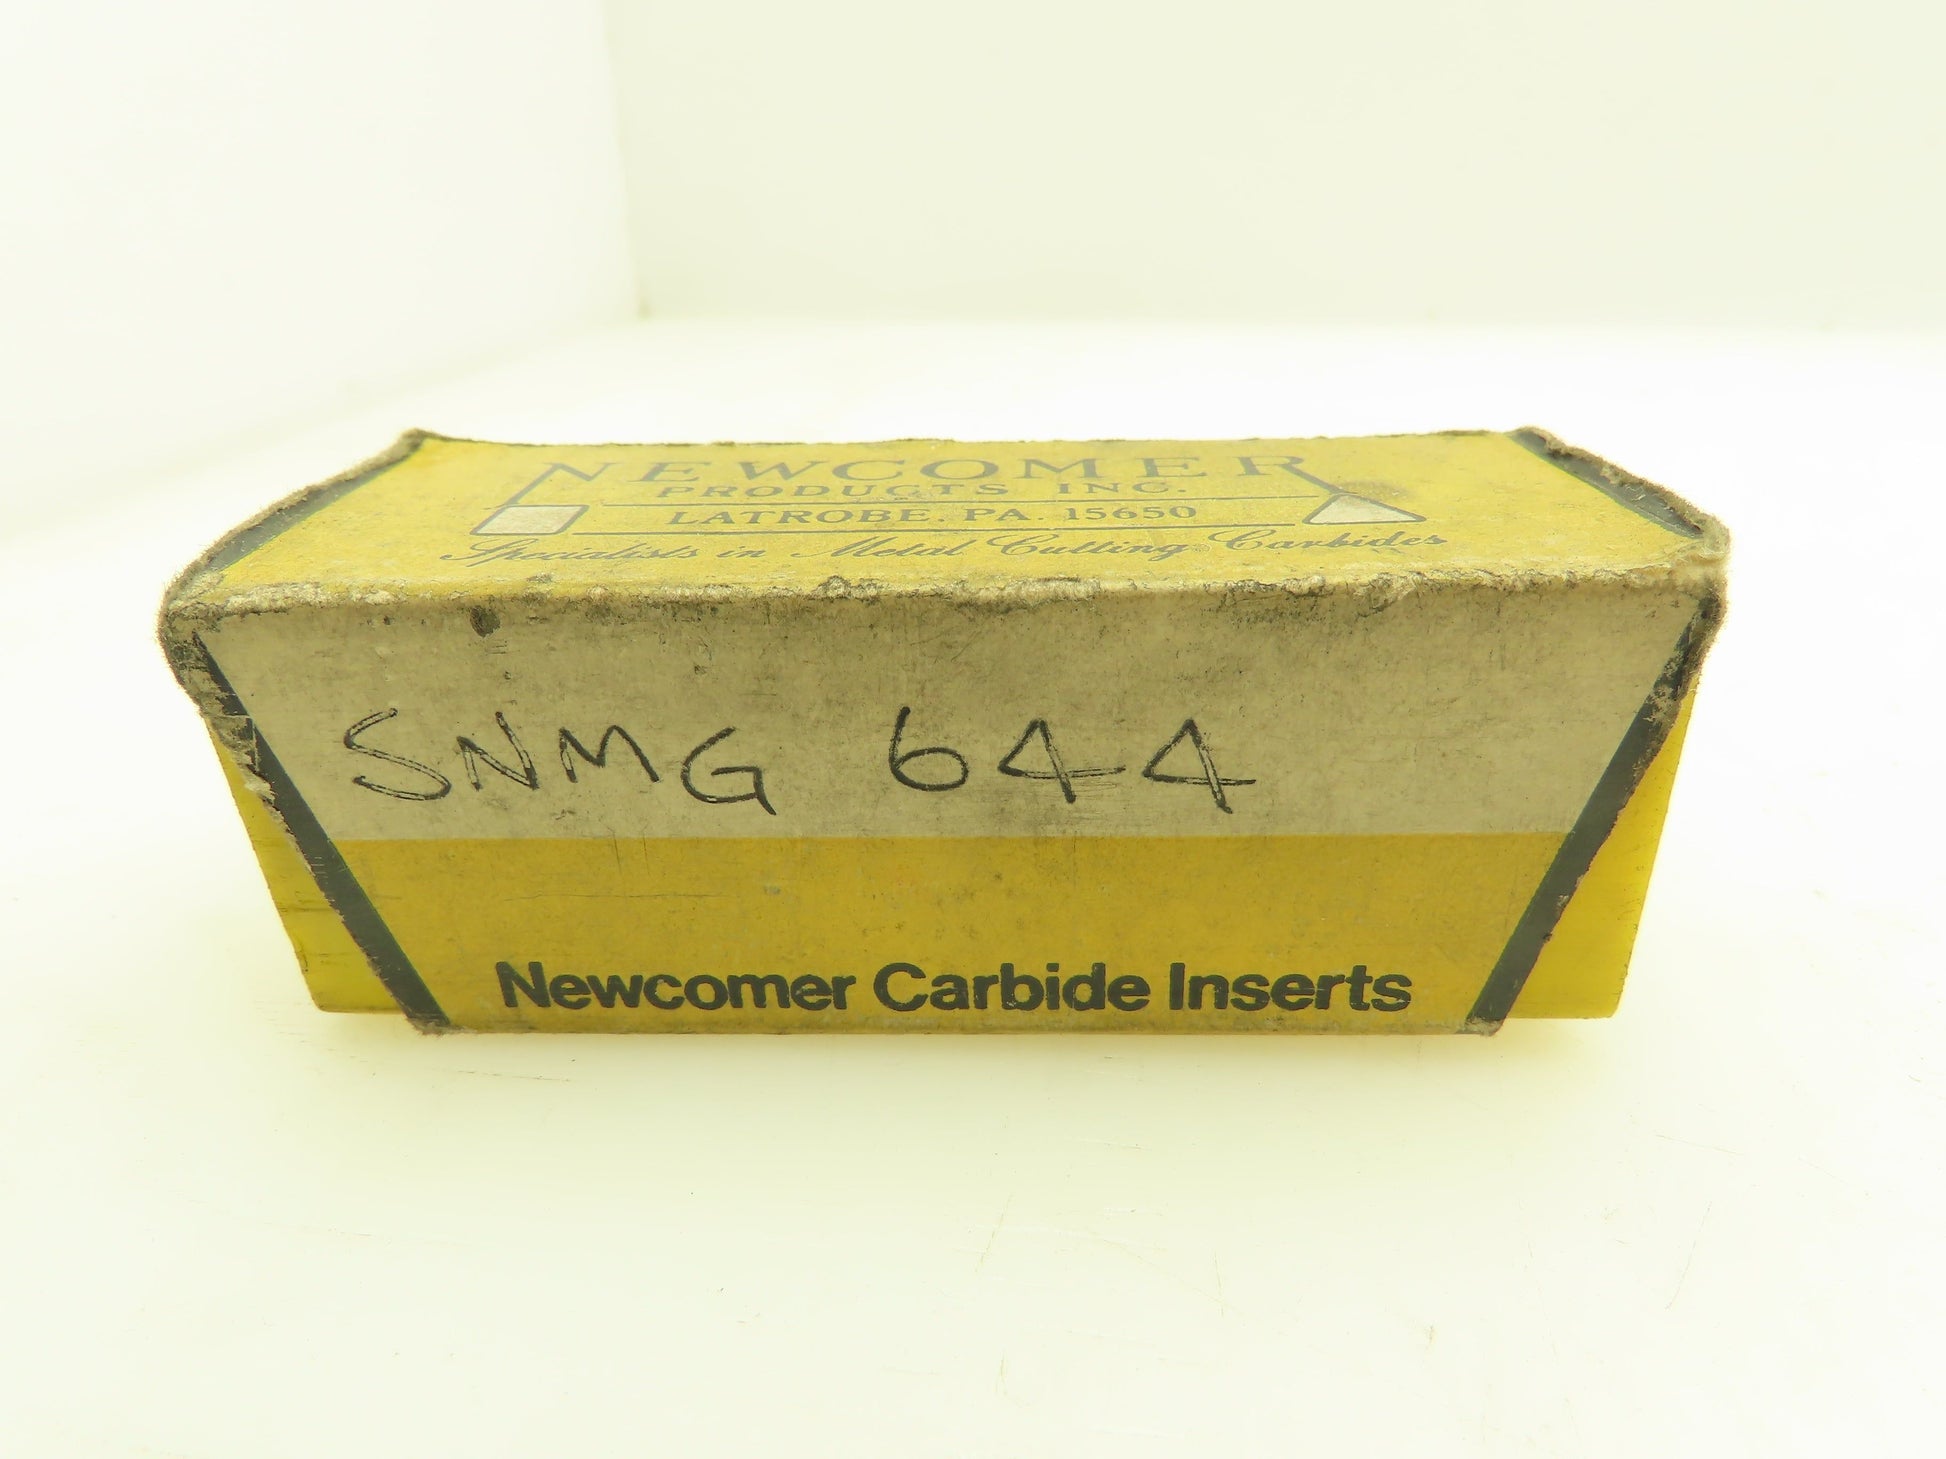 NEWCOMER
PRODUCTS INC.
LATROBE, PA. 15650
Specialists in Metal Cutting Carbides
SNMG 644
Newcomer Carbide Inserts